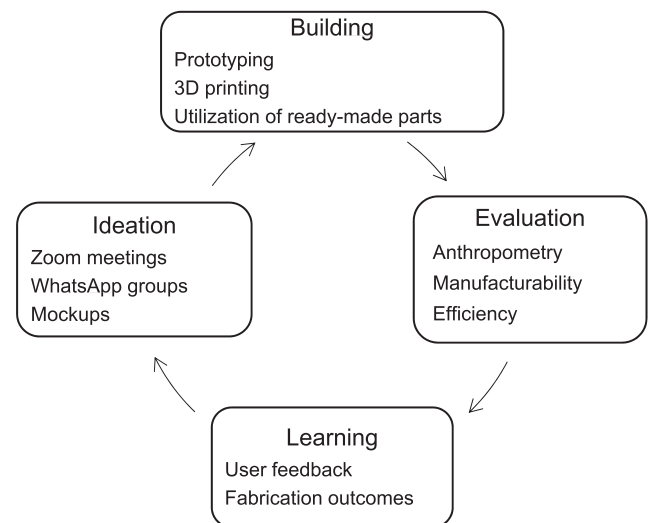 Building
Prototyping
3D printing
Utilization of ready-made parts
Ideation
Zoom meetings
WhatsApp groups
Mockups
Evaluation
Anthropometry
Manufacturability
Efficiency
Learning
User feedback
Fabrication outcomes